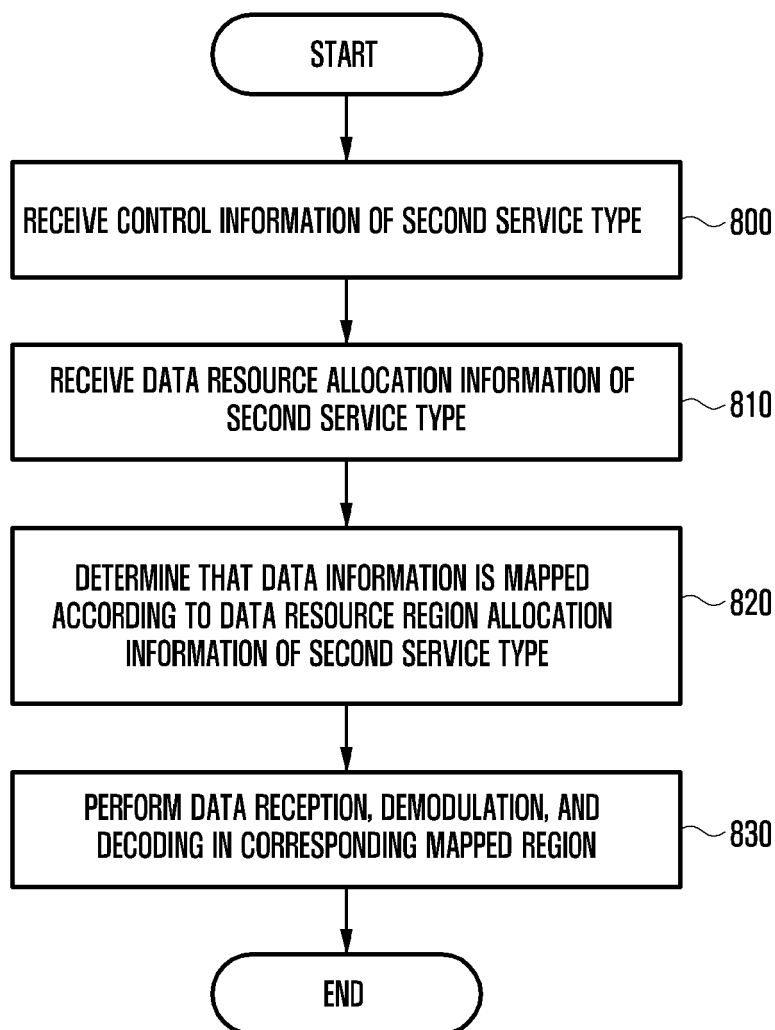 START
RECEIVE CONTROL INFORMATION OF SECOND SERVICE TYPE
800
RECEIVE DATA RESOURCE ALLOCATION INFORMATION OF
SECOND SERVICE TYPE
810
DETERMINE THAT DATA INFORMATION IS MAPPED
ACCORDING TO DATA RESOURCE REGION ALLOCATION
INFORMATION OF SECOND SERVICE TYPE
820
PERFORM DATA RECEPTION, DEMODULATION, AND
DECODING IN CORRESPONDING MAPPED REGION
830
END